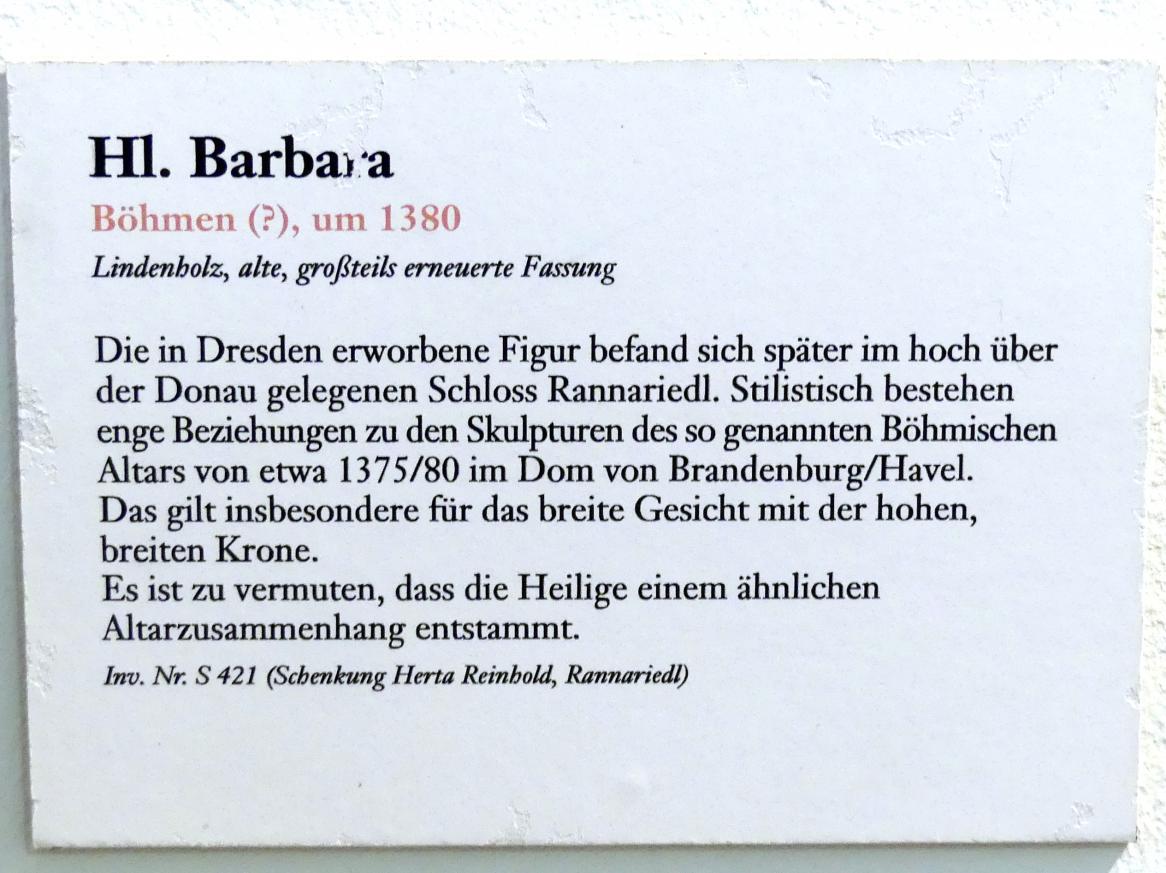 Hl. Barbara
Böhmen (?), um 1380
Lindenholz, alte, großteils erneuerte Fassung
Die in Dresden erworbene Figur befand sich später im hoch über
der Donau gelegenen Schloss Rannariedl. Stilistisch bestehen
enge Beziehungen zu den Skulpturen des so genannten Böhmischen
Altars von etwa 1375/80 im Dom von Brandenburg/Havel.
Das gilt insbesondere für das breite Gesicht mit der hohen,
breiten Krone.
Es ist zu vermuten, dass die Heilige einem ähnlichen
Altarzusammenhang entstammt.
Inv. Nr. S 421 (Schenkung Herta Reinhold, Rannariedl)